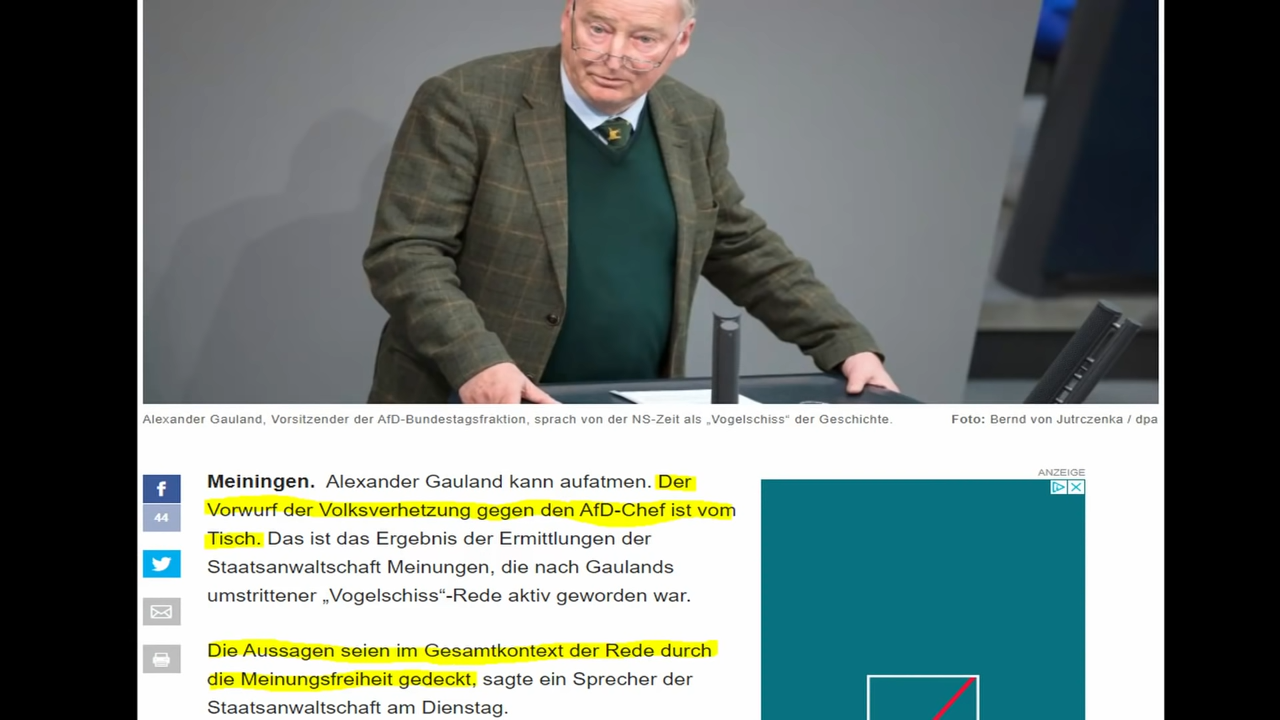 Alexander Gauland, Vorsitzender der AfD-Bundestagsfraktion, sprach von der NS-Zeit als „Vogelschiss“ der Geschichte. Foto: Bernd von Jutrczenka / dpa
ANZEIGE
f
44
Meiningen. Alexander Gauland kann aufatmen. Der
Vorwurf der Volksverhetzung gegen den AfD-Chef ist vom
Tisch. Das ist das Ergebnis der Ermittlungen der
Staatsanwaltschaft Meinungen, die nach Gaulands
umstrittener „Vogelschiss“-Rede aktiv geworden war.
Die Aussagen seien im Gesamtkontext der Rede durch
die Meinungsfreiheit gedeckt, sagte ein Sprecher der
Staatsanwaltschaft am Dienstag.